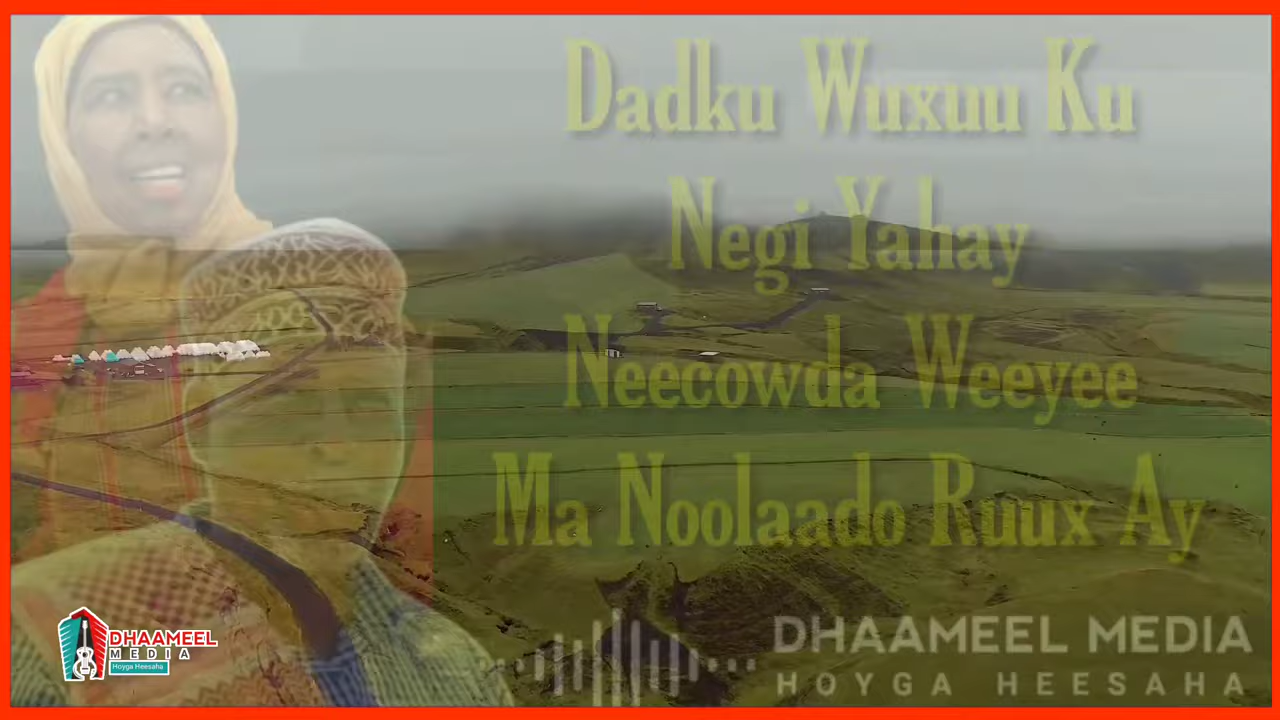 Dadku Wuxuu Ku
Negi Yahay
Neecowda Weeyee
Ma Noolaado Ruux Ay
DHAAMEEL
MEDIA
Hoyga Heesaha
DHAAMEEL MEDIA
HOYGA HEESAHA